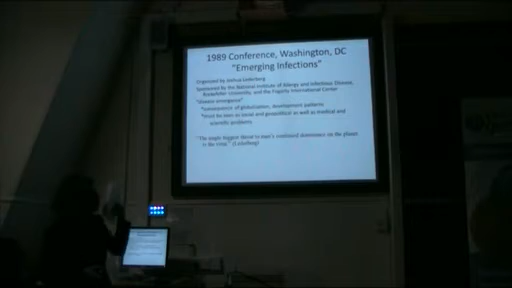 1989 Conference, Washington, DC
"Emerging Infections"
Organized by Joshua Lederberg
Sponsored by the National Institute of Allergy and Infectious Disease,
Rockefeller University, and the Fogarty International Center
"disease emergence"
consequence of globalization, development patterns
must be seen as social and geopolitical as well as medical and
scientific problems
"The single biggest threat to man's continued dominance on the planet
is the virus." (Lederberg)